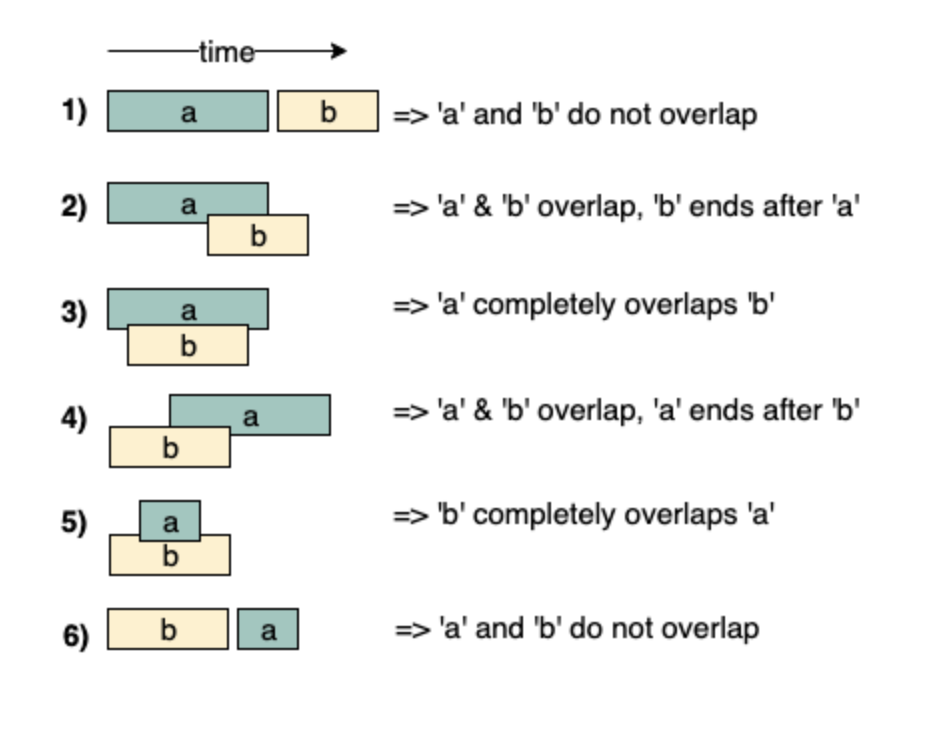 time
1) a b => 'a' and 'b' do not overlap
2) a => 'a' & 'b' overlap, 'b' ends after 'a'
b
3) a => 'a' completely overlaps 'b'
b
4) a => 'a' & 'b' overlap, 'a' ends after 'b'
b
5) a => 'b' completely overlaps 'a'
b
6) b a => 'a' and 'b' do not overlap